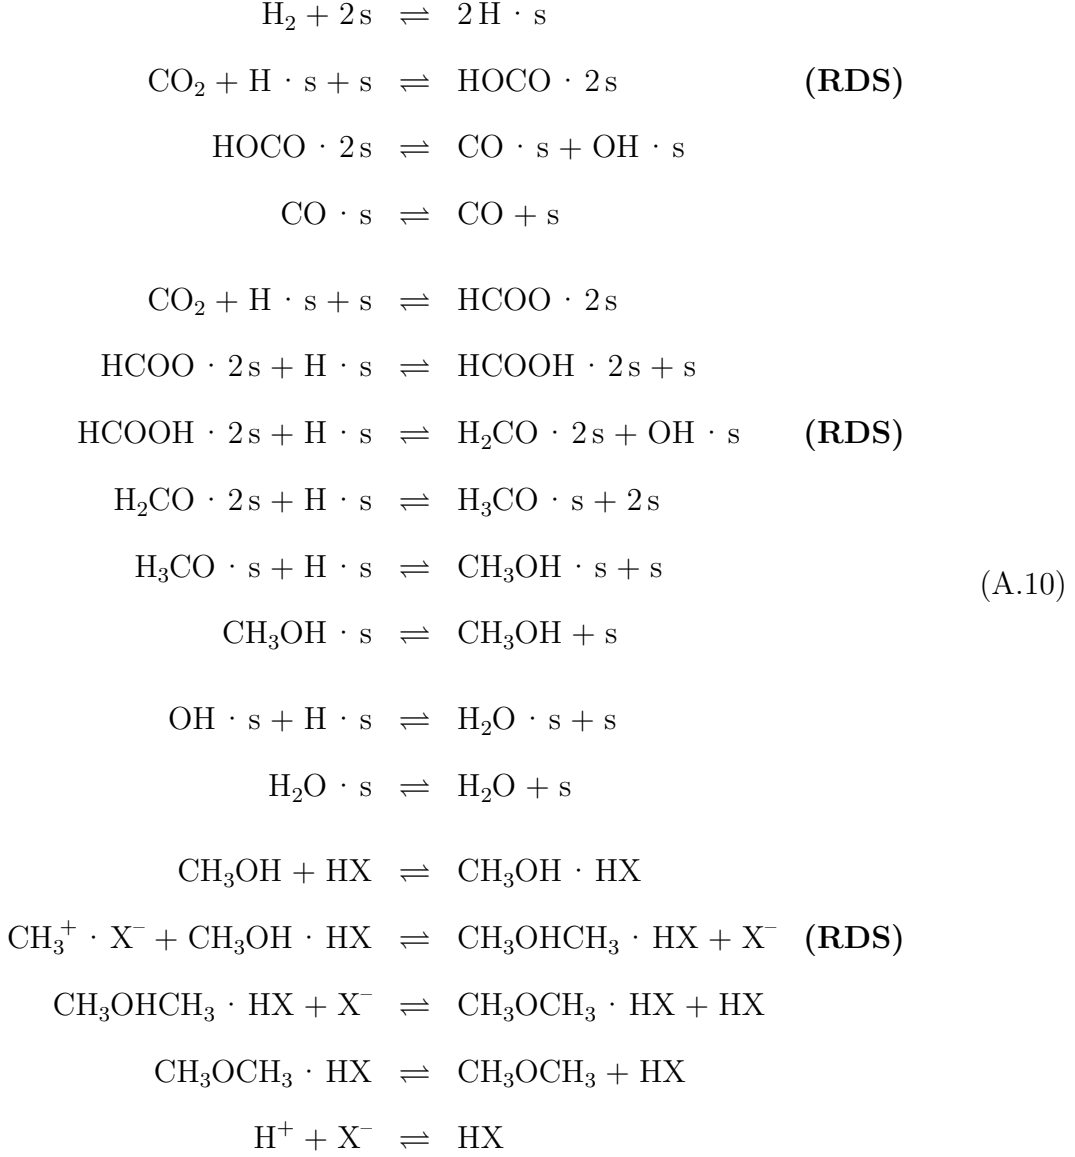 H₂ + 2 s ⇌ 2 H · s
CO₂ + H · s + s ⇌ HOCO · 2 s (RDS)
HOCO · 2 s ⇌ CO · s + OH · s
CO · s ⇌ CO + s
CO₂ + H · s + s ⇌ HCOO · 2 s
HCOO · 2 s + H · s ⇌ HCOOH · 2 s + s
HCOOH · 2 s + H · s ⇌ H₂CO · 2 s + OH · s (RDS)
H₂CO · 2 s + H · s ⇌ H₃CO · s + 2 s
H₃CO · s + H · s ⇌ CH₃OH · s + s
(A.10)
CH₃OH · s ⇌ CH₃OH + s
OH · s + H · s ⇌ H₂O · s + s
H₂O · s ⇌ H₂O + s
CH₃OH + HX ⇌ CH₃OH · HX
CH₃⁺ · X⁻ + CH₃OH · HX ⇌ CH₃OHCH₃ · HX + X⁻ (RDS)
CH₃OHCH₃ · HX + X⁻ ⇌ CH₃OCH₃ · HX + HX
CH₃OCH₃ · HX ⇌ CH₃OCH₃ + HX
H⁺ + X⁻ ⇌ HX